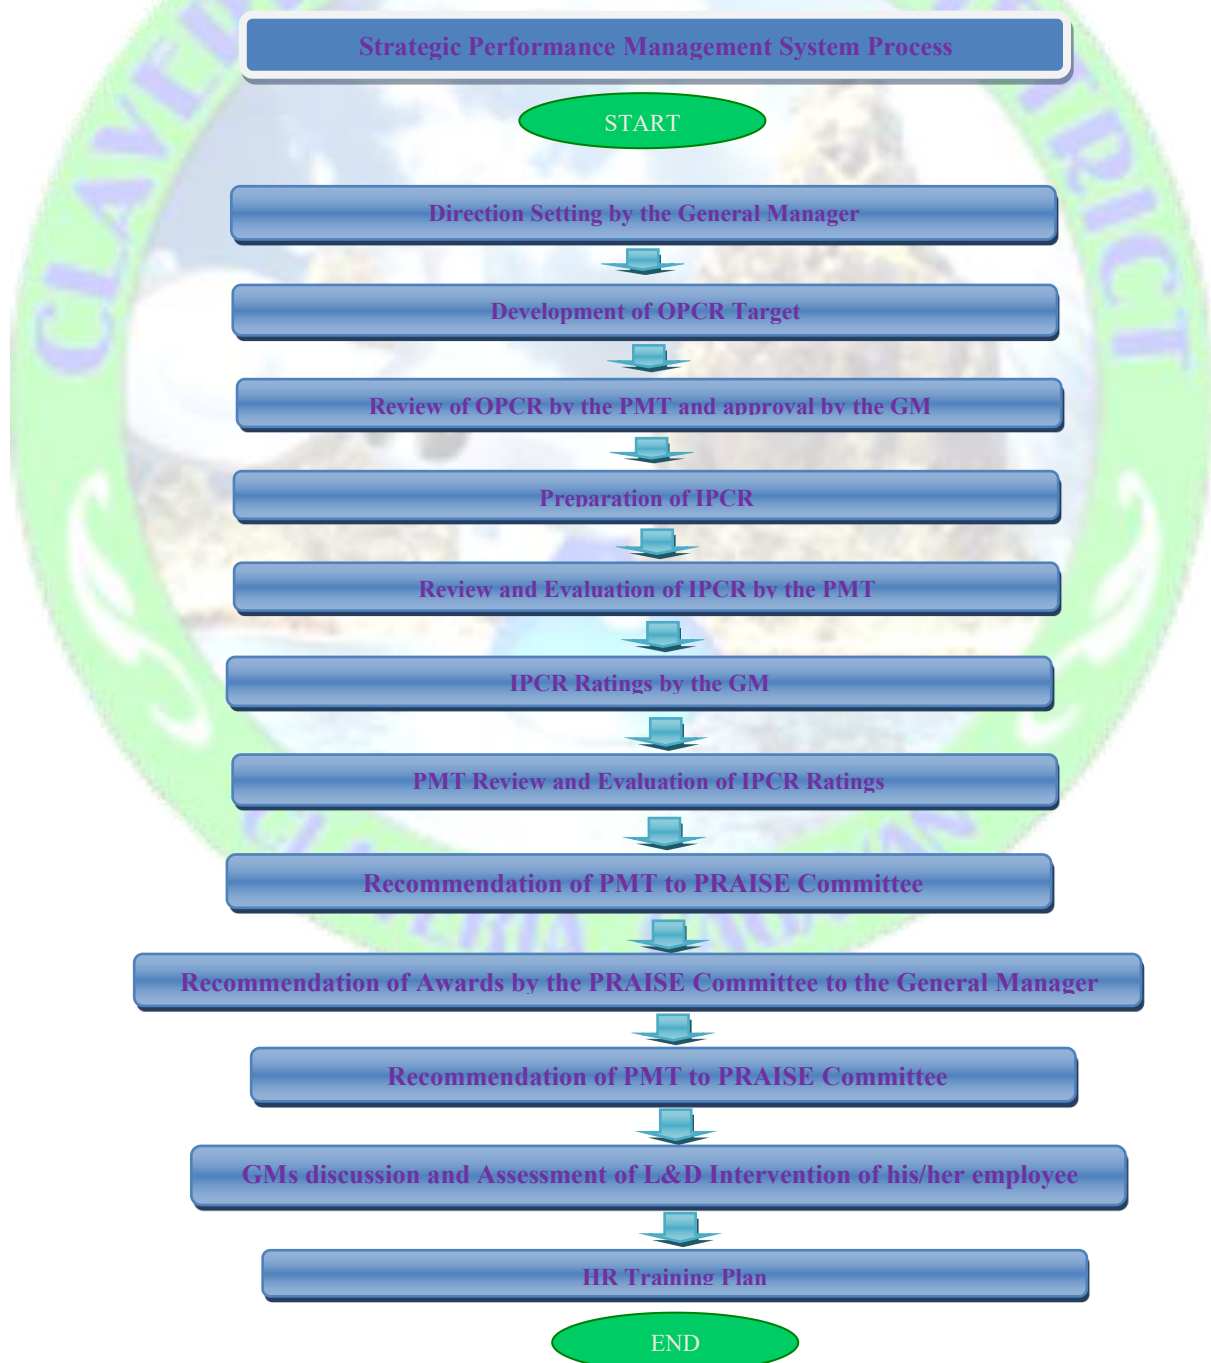 Strategic Performance Management System Process
START
Direction Setting by the General Manager
Development of OPCR Target
Review of OPCR by the PMT and approval by the GM
Preparation of IPCR
Review and Evaluation of IPCR by the PMT
IPCR Ratings by the GM
PMT Review and Evaluation of IPCR Ratings
Recommendation of PMT to PRAISE Committee
Recommendation of Awards by the PRAISE Committee to the General Manager
Recommendation of PMT to PRAISE Committee
GMs discussion and Assessment of L&D Intervention of his/her employee
HR Training Plan
END